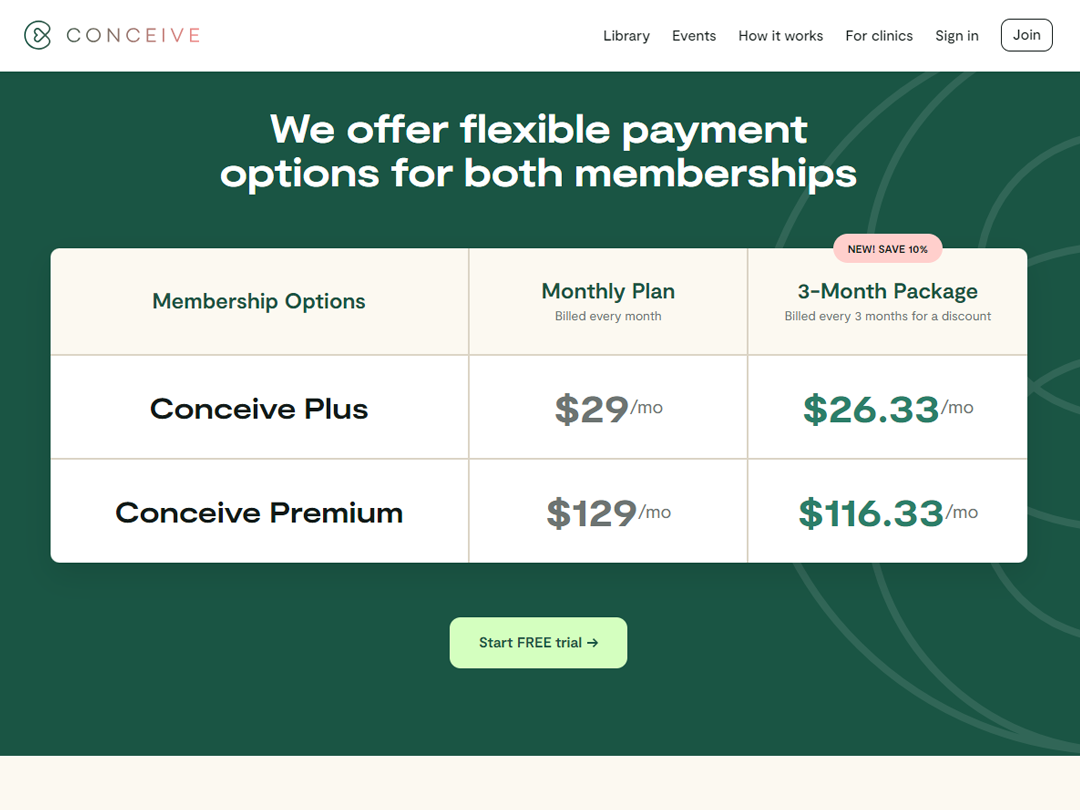 CONCEIVE
Library
Events
How it works
For clinics
Sign in
Join
We offer flexible payment
options for both memberships
NEW! SAVE 10%
Membership Options
Monthly Plan
Billed every month
3-Month Package
Billed every 3 months for a discount
Conceive Plus
$29/mo
$26.33/mo
Conceive Premium
$129/mo
$116.33/mo
Start FREE trial →